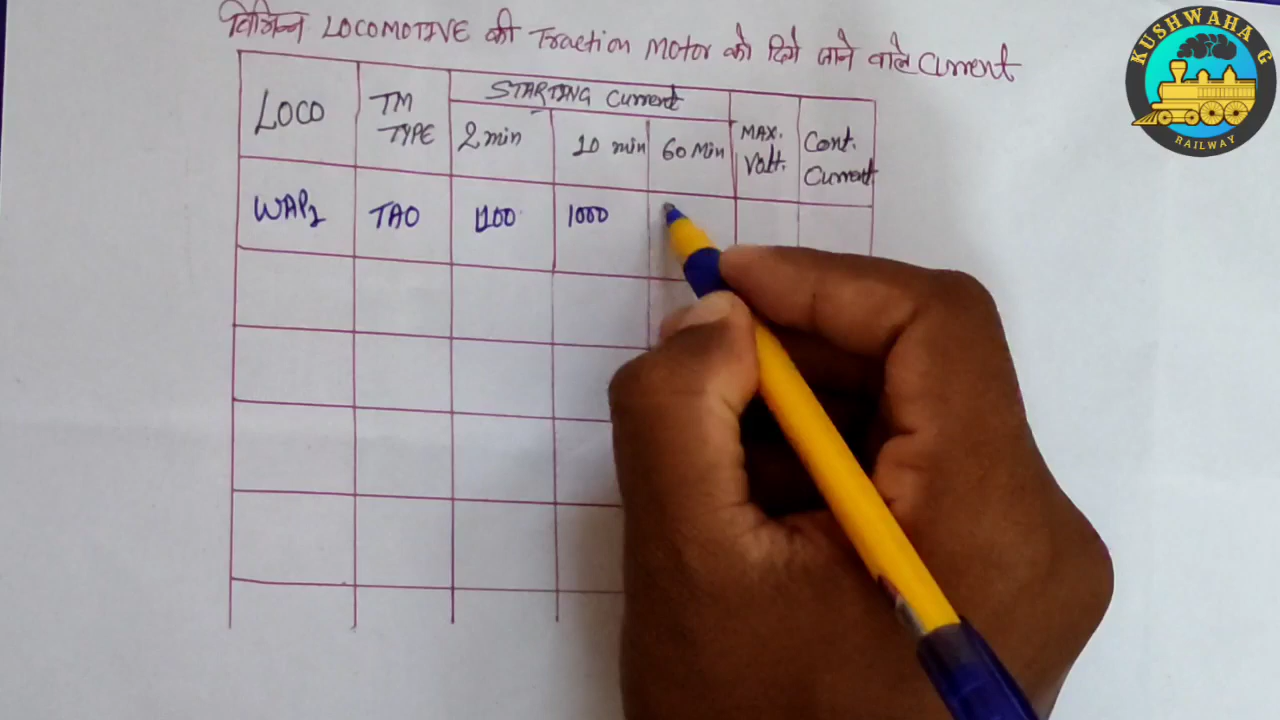 विभिन्न LOCOMOTIVE की Traction Motor को दिये जाने वाले Current
LOCO TM TYPE STARTING Current MAX. Volt. Cont. Current
2 min 10 min 60 Min
WAP1 TAO 1100 1000
KUSHWAHA G
RAILWAY